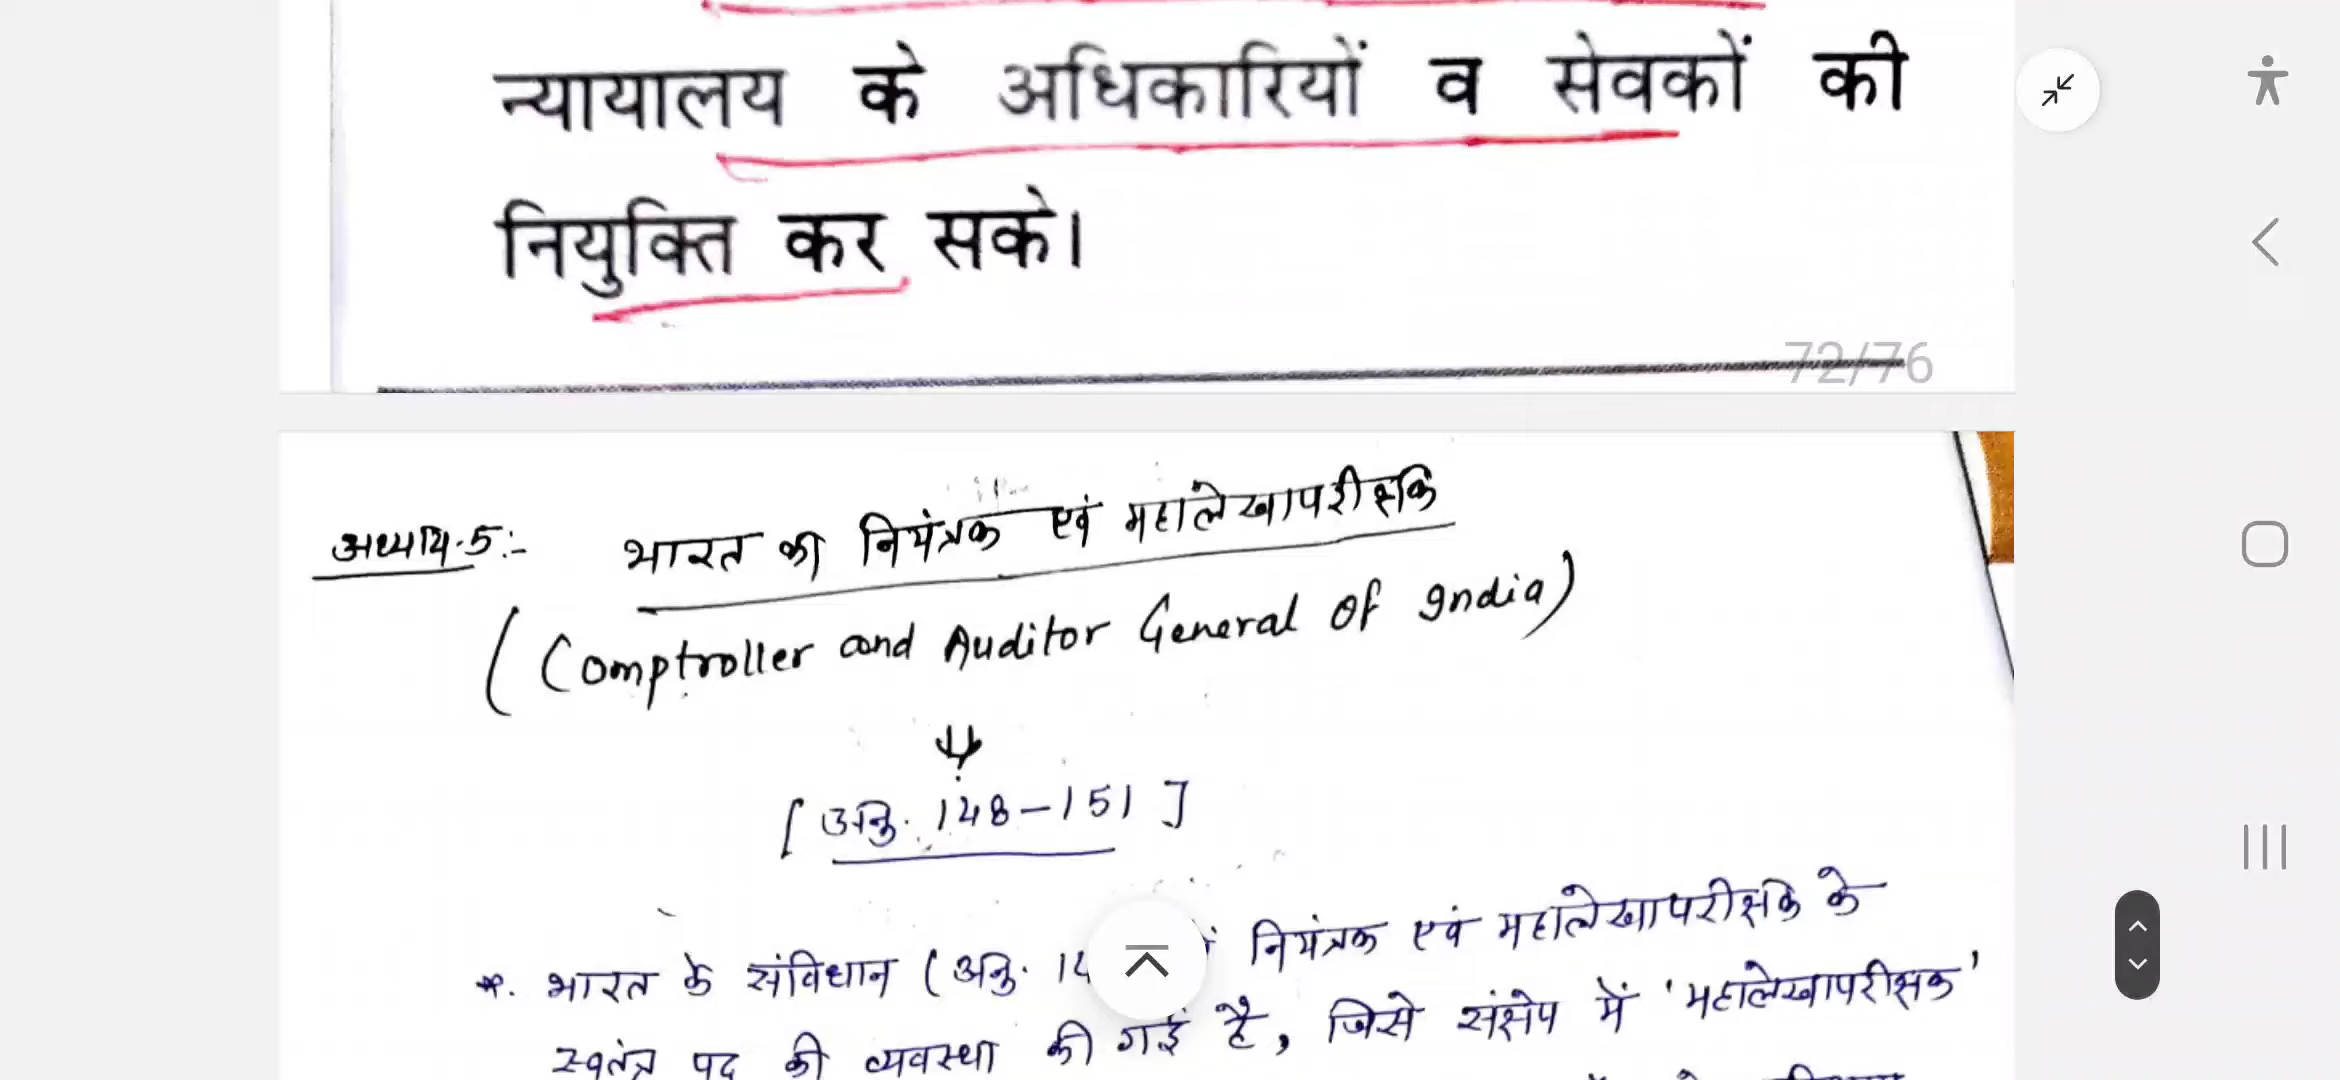 न्यायालय के अधिकारियों व सेवकों की
नियुक्ति कर सके।
72/76
अध्याय-5:-
भारत का नियंत्रक एवं महालेखापरीक्षक
(Comptroller and Auditor General of India)
[अनु. 148-151]
*. भारत के संविधान (अनु. 14 नियंत्रक एवं महालेखापरीक्षक के
स्वतंत्र पद की व्यवस्था की गई है, जिसे संक्षेप में 'महालेखापरीक्षक'